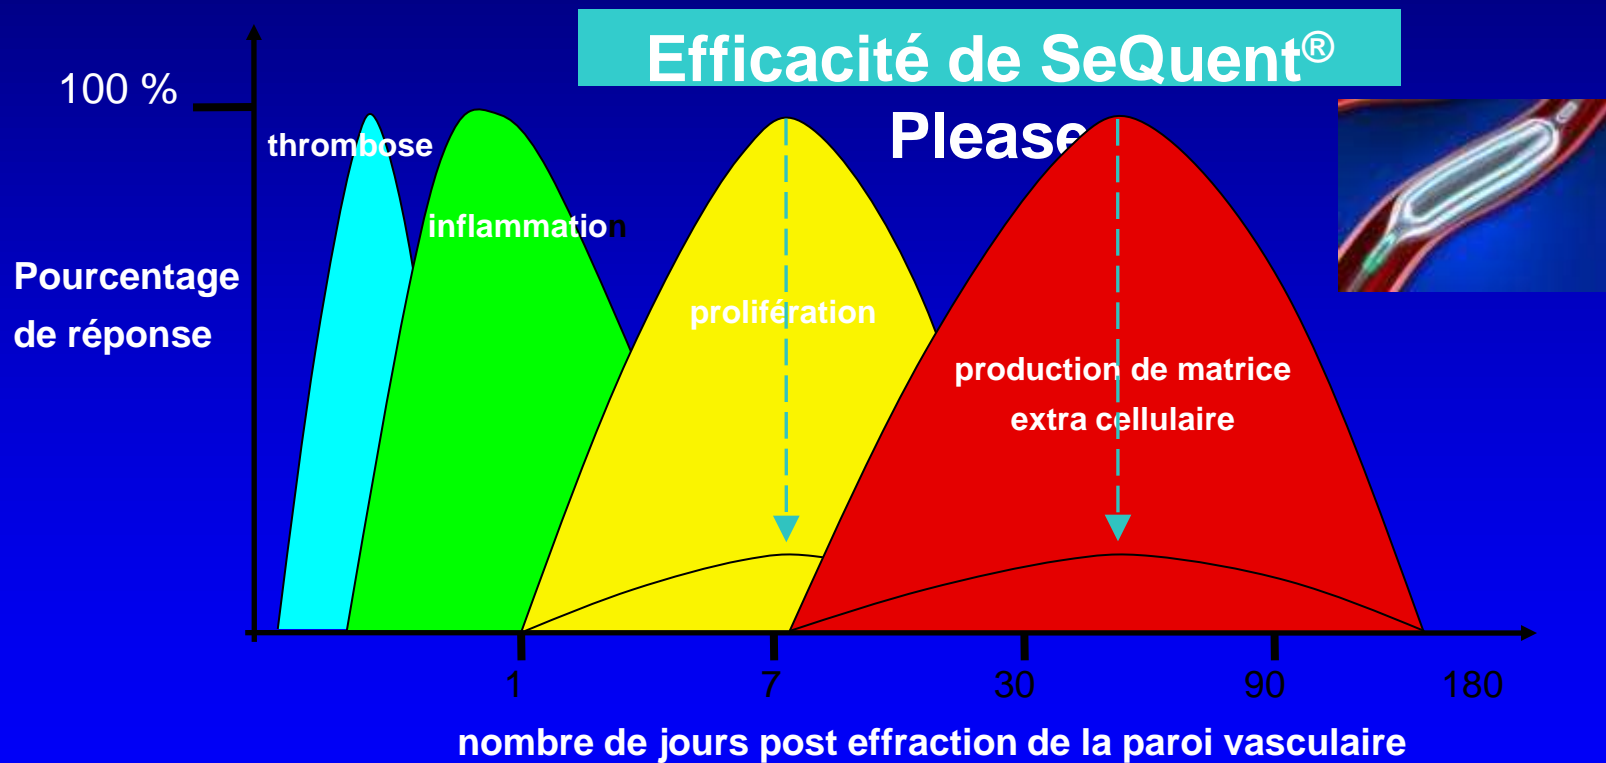 Efficacité de SeQuent®
Please
100 %
thrombose
inflammation
Pourcentage
de réponse
prolifération
production de matrice
extra cellulaire
1 7 30 90 180
nombre de jours post effraction de la paroi vasculaire